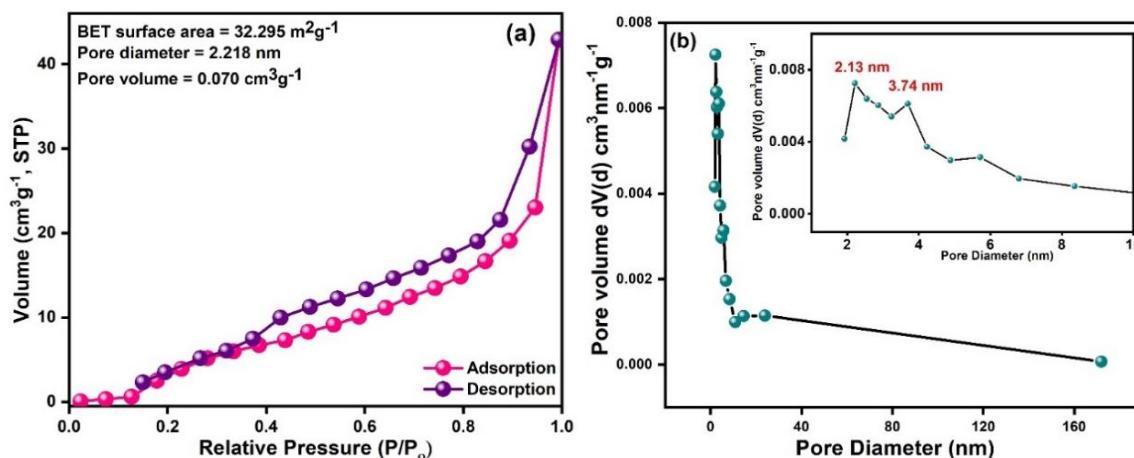 (a)
BET surface area = 32.295 m²g⁻¹
Pore diameter = 2.218 nm
Pore volume = 0.070 cm³g⁻¹
Volume (cm³g⁻¹, STP)
40
30
20
10
0
Adsorption
Desorption
0.0 0.2 0.4 0.6 0.8 1.0
Relative Pressure (P/Pₒ)
(b)
Pore volume dV(d) cm³nm⁻¹g⁻¹
0.008
0.006
0.004
0.002
0.000
0 40 80 120 160
Pore Diameter (nm)
2.13 nm
3.74 nm
Pore volume dV(d) cm³nm⁻¹g⁻¹
0.008
0.004
0.000
2 4 6 8 10
Pore Diameter (nm)